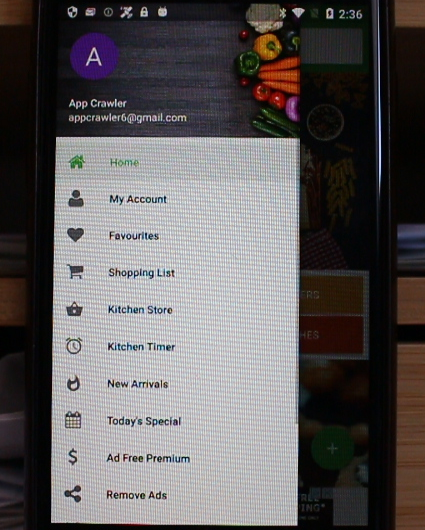 2:36
A
App Crawler
appcrawler6@gmail.com
Home
My Account
Favourites
Shopping List
Kitchen Store
Kitchen Timer
New Arrivals
Today's Special
Ad Free Premium
Remove Ads